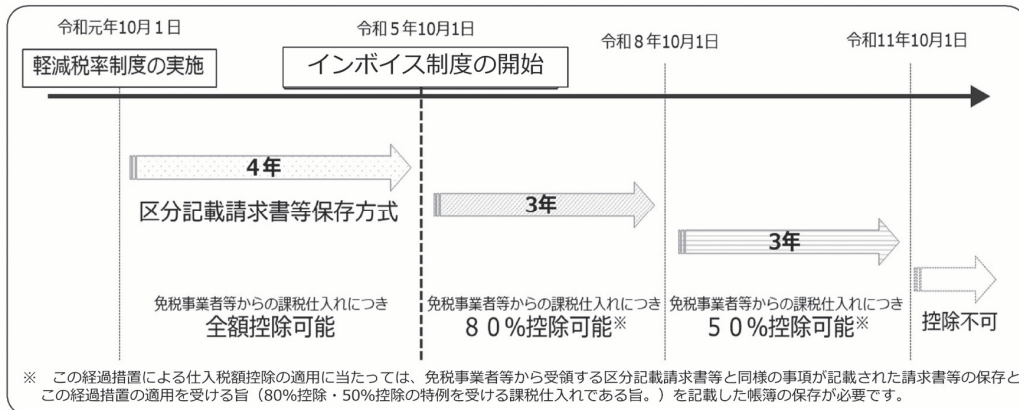 令和元年10月1日
令和5年10月1日
令和8年10月1日
令和11年10月1日
軽減税率制度の実施
インボイス制度の開始
4年
区分記載請求書等保存方式
3年
3年
免税事業者等からの課税仕入れにつき
全額控除可能
免税事業者等からの課税仕入れにつき
80%控除可能※
免税事業者等からの課税仕入れにつき
50%控除可能※
控除不可
※ この経過措置による仕入税額控除の適用に当たっては、免税事業者等から受領する区分記載請求書等と同様の事項が記載された請求書等の保存と
この経過措置の適用を受ける旨（80%控除・50%控除の特例を受ける課税仕入れである旨。）を記載した帳簿の保存が必要です。